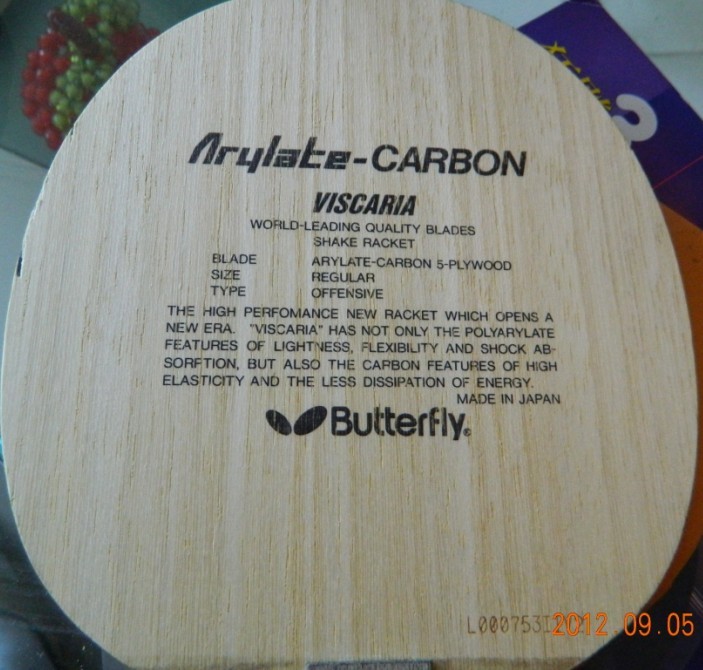 Arylate-CARBON
VISCARIA
WORLD-LEADING QUALITY BLADES
SHAKE RACKET
BLADE ARYLATE-CARBON 5-PLYWOOD
SIZE REGULAR
TYPE OFFENSIVE
THE HIGH PERFOMANCE NEW RACKET WHICH OPENS A
NEW ERA. "VISCARIA" HAS NOT ONLY THE POLYARYLATE
FEATURES OF LIGHTNESS, FLEXIBILITY AND SHOCK AB-
SORPTION, BUT ALSO THE CARBON FEATURES OF HIGH
ELASTICITY AND THE LESS DISSIPATION OF ENERGY.
MADE IN JAPAN
Butterfly.
L000753
2012.09.05